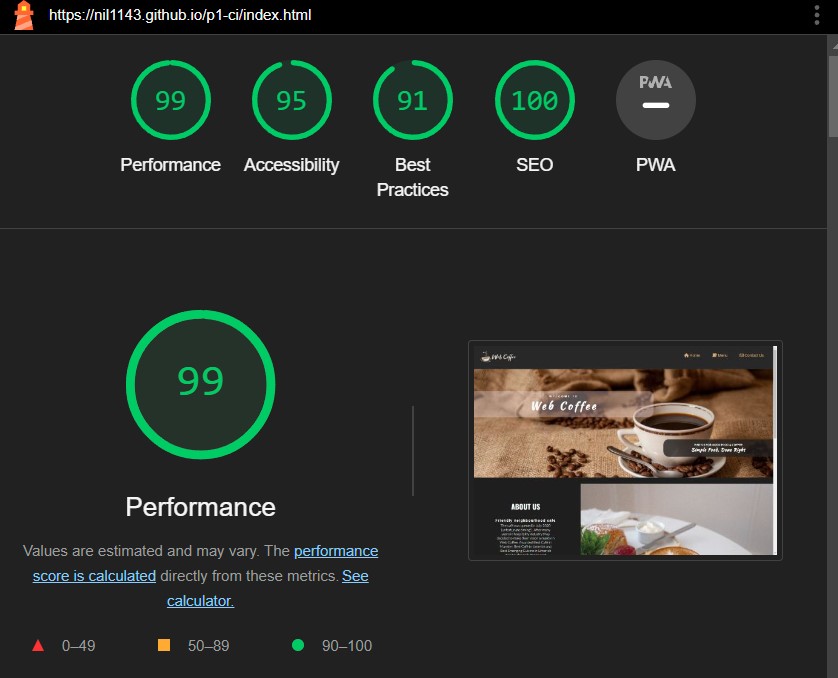 https://nil1143.github.io/p1-ci/index.html
99
95
91
100
PWA
Performance
Accessibility
Best
Practices
SEO
PWA
99
Performance
Values are estimated and may vary. The performance
score is calculated directly from these metrics. See
calculator.
0–49
50–89
90–100
Web Coffee
Home
Menu
Contact Us
WELCOME TO
Web Coffee
Simple Food, Done Right
ABOUT US
Friendly neighbourhood cafe